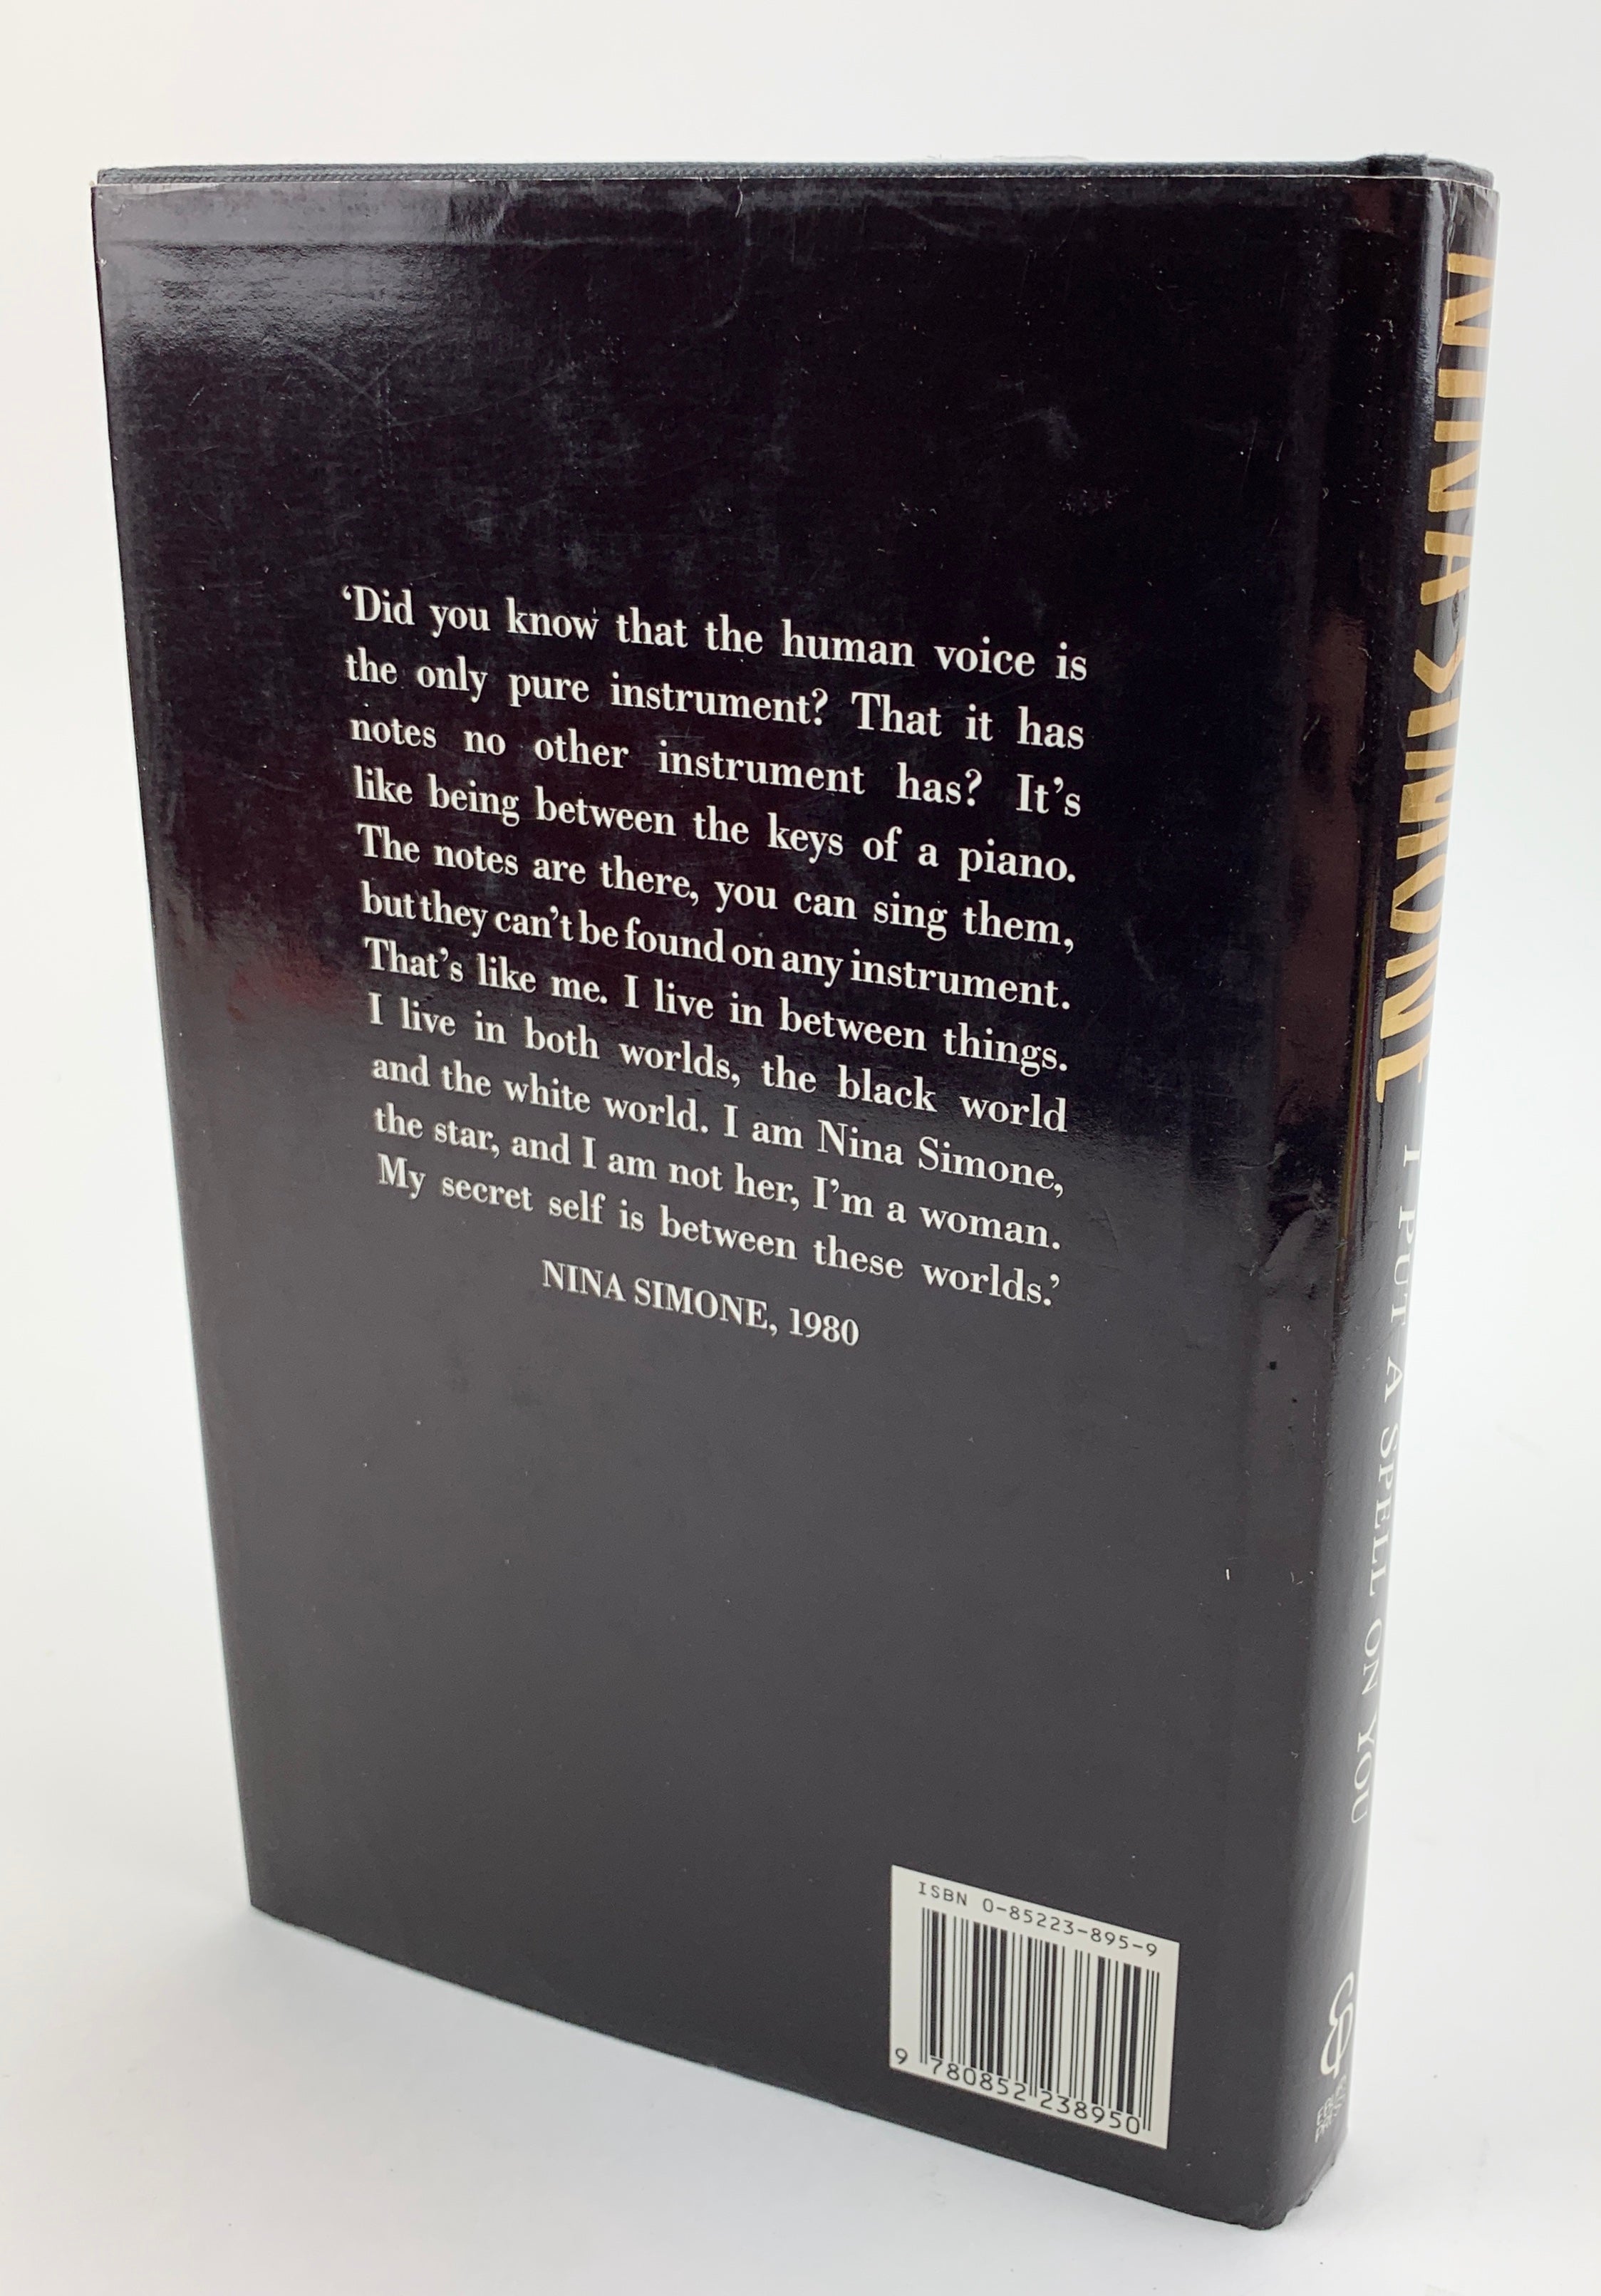 ‘Did you know that the human voice is
the only pure instrument? That it has
notes no other instrument has? It’s
like being between the keys of a piano.
The notes are there, you can sing them,
but they can’t be found on any instrument.
That’s like me. I live in between things.
I live in both worlds, the black world
and the white world. I am Nina Simone,
the star, and I am not her, I’m a woman.
My secret self is between these worlds.’
NINA SIMONE, 1980
ISBN 0-85223-895-9
9 780852 238950
NINA SIMONE I PUT A SPELL ON YOU